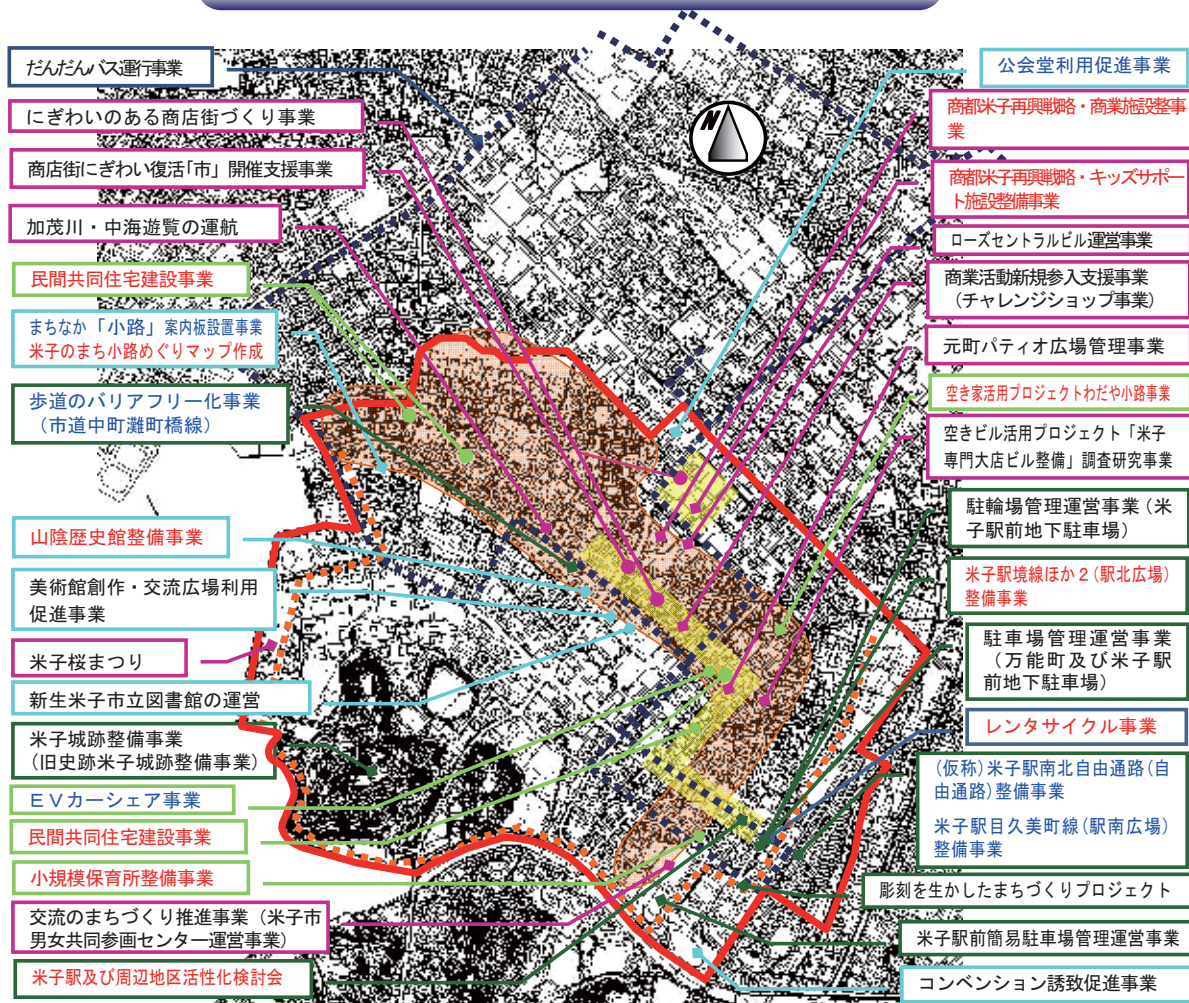 だんだんバス運行事業
にぎわいのある商店街づくり事業
商店街にぎわい復活「市」開催支援事業
加茂川・中海遊覧の運航
民間共同住宅建設事業
まちなか「小路」案内板設置事業
米子のまち小路めぐりマップ作成
歩道のバリアフリー化事業
(市道中町灘町橋線)
山陰歴史館整備事業
美術館創作・交流広場利用
促進事業
米子桜まつり
新生米子市立図書館の運営
米子城跡整備事業
(旧史跡米子城跡整備事業)
EVカーシェア事業
民間共同住宅建設事業
小規模保育所整備事業
交流のまちづくり推進事業(米子市
男女共同参画センター運営事業)
米子駅及び周辺地区活性化検討会
N
公会堂利用促進事業
商都米子再興戦略・商業施設整備事
業
商都米子再興戦略・キッズサポー
ト施設整備事業
ローズセントラルビル運営事業
商業活動新規参入支援事業
(チャレンジショップ事業)
元町パティオ広場管理事業
空き家活用プロジェクトわだや小路事業
空きビル活用プロジェクト「米子
専門大店ビル整備」調査研究事業
駐輪場管理運営事業(米
子駅前地下駐車場)
米子駅境線ほか2(駅北広場)
整備事業
駐車場管理運営事業
(万能町及び米子駅
前地下駐車場)
レンタサイクル事業
(仮称)米子駅南北自由通路(自
由通路)整備事業
米子駅目久美町線(駅南広場)
整備事業
彫刻を生かしたまちづくりプロジェクト
米子駅前簡易駐車場管理運営事業
コンベンション誘致促進事業